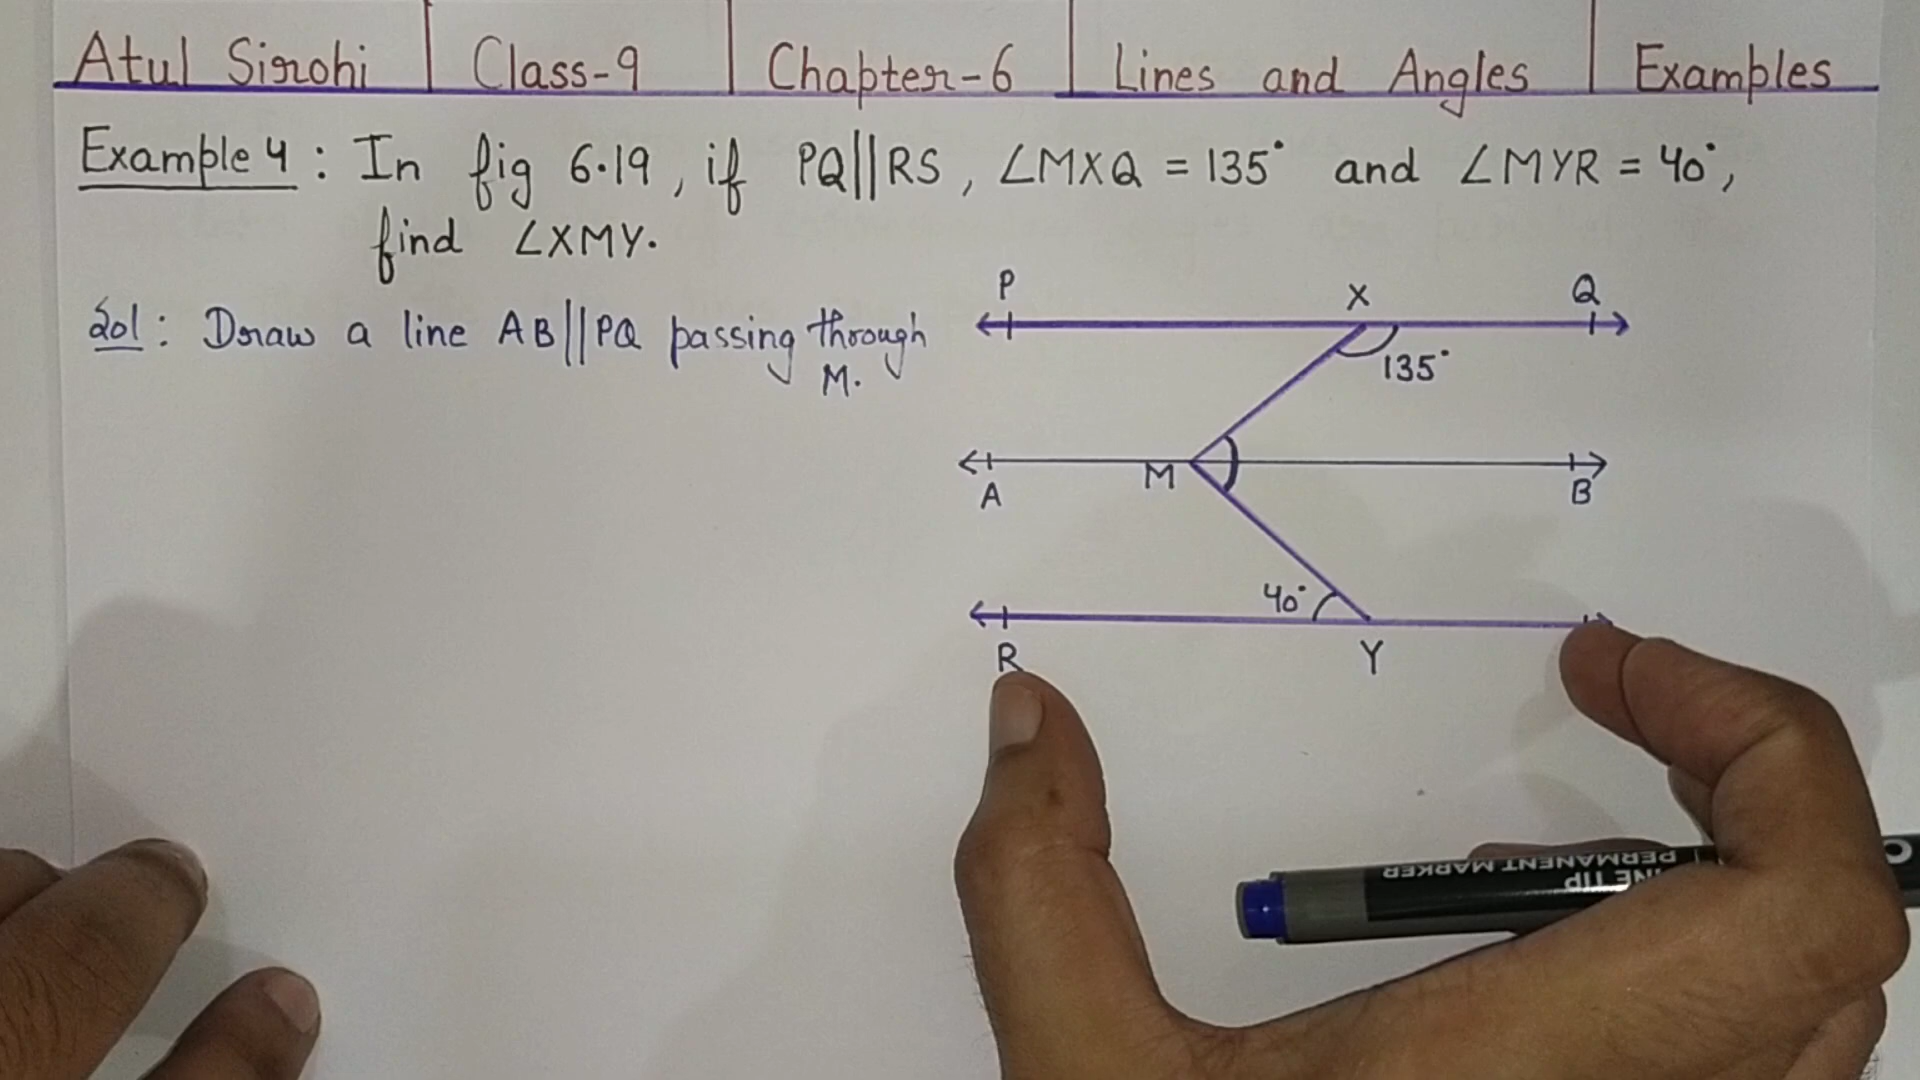 Atul Sirohi Class-9 Chapter-6 Lines and Angles Examples
Example 4 : In fig 6.19, if PQ||RS, ∠MXQ = 135° and ∠MYR = 40°,
find ∠XMY.
Sol : Draw a line AB||PQ passing through
M.
P X Q
135°
M
A B
40°
R Y
PERMANENT MARKER
TIP